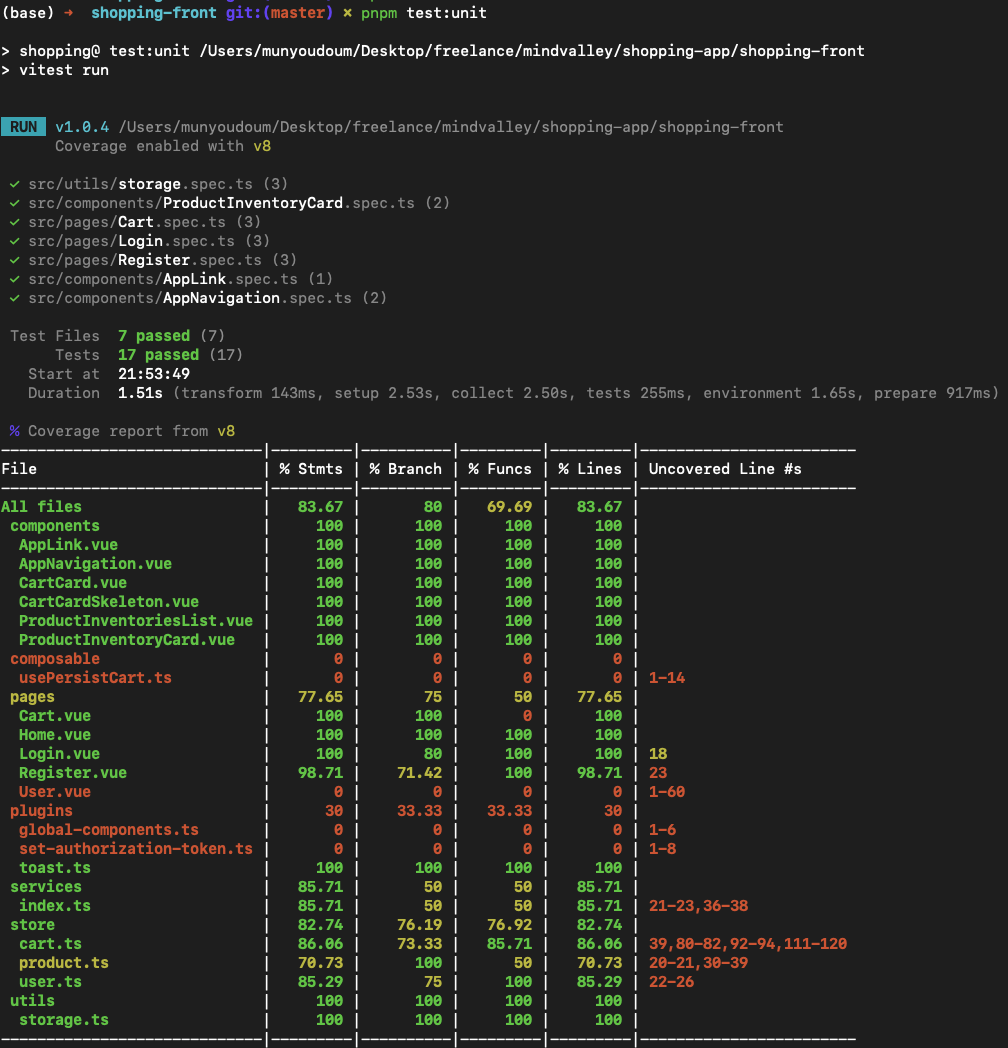 (base) ➜  shopping-front git:(master) × pnpm test:unit
> shopping@ test:unit /Users/munyoudoum/Desktop/freelance/mindvalley/shopping-app/shopping-front
> vitest run
RUN  v1.0.4 /Users/munyoudoum/Desktop/freelance/mindvalley/shopping-app/shopping-front
Coverage enabled with v8
✓ src/utils/storage.spec.ts (3)
✓ src/components/ProductInventoryCard.spec.ts (2)
✓ src/pages/Cart.spec.ts (3)
✓ src/pages/Login.spec.ts (3)
✓ src/pages/Register.spec.ts (3)
✓ src/components/AppLink.spec.ts (1)
✓ src/components/AppNavigation.spec.ts (2)
Test Files  7 passed (7)
Tests  17 passed (17)
Start at  21:53:49
Duration  1.51s (transform 143ms, setup 2.53s, collect 2.50s, tests 255ms, environment 1.65s, prepare 917ms)
% Coverage report from v8
File | % Stmts | % Branch | % Funcs | % Lines | Uncovered Line #s
All files | 83.67 | 80 | 69.69 | 83.67 |
components | 100 | 100 | 100 | 100 |
AppLink.vue | 100 | 100 | 100 | 100 |
AppNavigation.vue | 100 | 100 | 100 | 100 |
CartCard.vue | 100 | 100 | 100 | 100 |
CartCardSkeleton.vue | 100 | 100 | 100 | 100 |
ProductInventoriesList.vue | 100 | 100 | 100 | 100 |
ProductInventoryCard.vue | 100 | 100 | 100 | 100 |
composable | 0 | 0 | 0 | 0 |
usePersistCart.ts | 0 | 0 | 0 | 0 | 1-14
pages | 77.65 | 75 | 50 | 77.65 |
Cart.vue | 100 | 100 | 0 | 100 |
Home.vue | 100 | 100 | 100 | 100 |
Login.vue | 100 | 80 | 100 | 100 | 18
Register.vue | 98.71 | 71.42 | 100 | 98.71 | 23
User.vue | 0 | 0 | 0 | 0 | 1-60
plugins | 30 | 33.33 | 33.33 | 30 |
global-components.ts | 0 | 0 | 0 | 0 | 1-6
set-authorization-token.ts | 0 | 0 | 0 | 0 | 1-8
toast.ts | 100 | 100 | 100 | 100 |
services | 85.71 | 50 | 50 | 85.71 |
index.ts | 85.71 | 50 | 50 | 85.71 | 21-23,36-38
store | 82.74 | 76.19 | 76.92 | 82.74 |
cart.ts | 86.06 | 73.33 | 85.71 | 86.06 | 39,80-82,92-94,111-120
product.ts | 70.73 | 100 | 50 | 70.73 | 20-21,30-39
user.ts | 85.29 | 75 | 100 | 85.29 | 22-26
utils | 100 | 100 | 100 | 100 |
storage.ts | 100 | 100 | 100 | 100 |